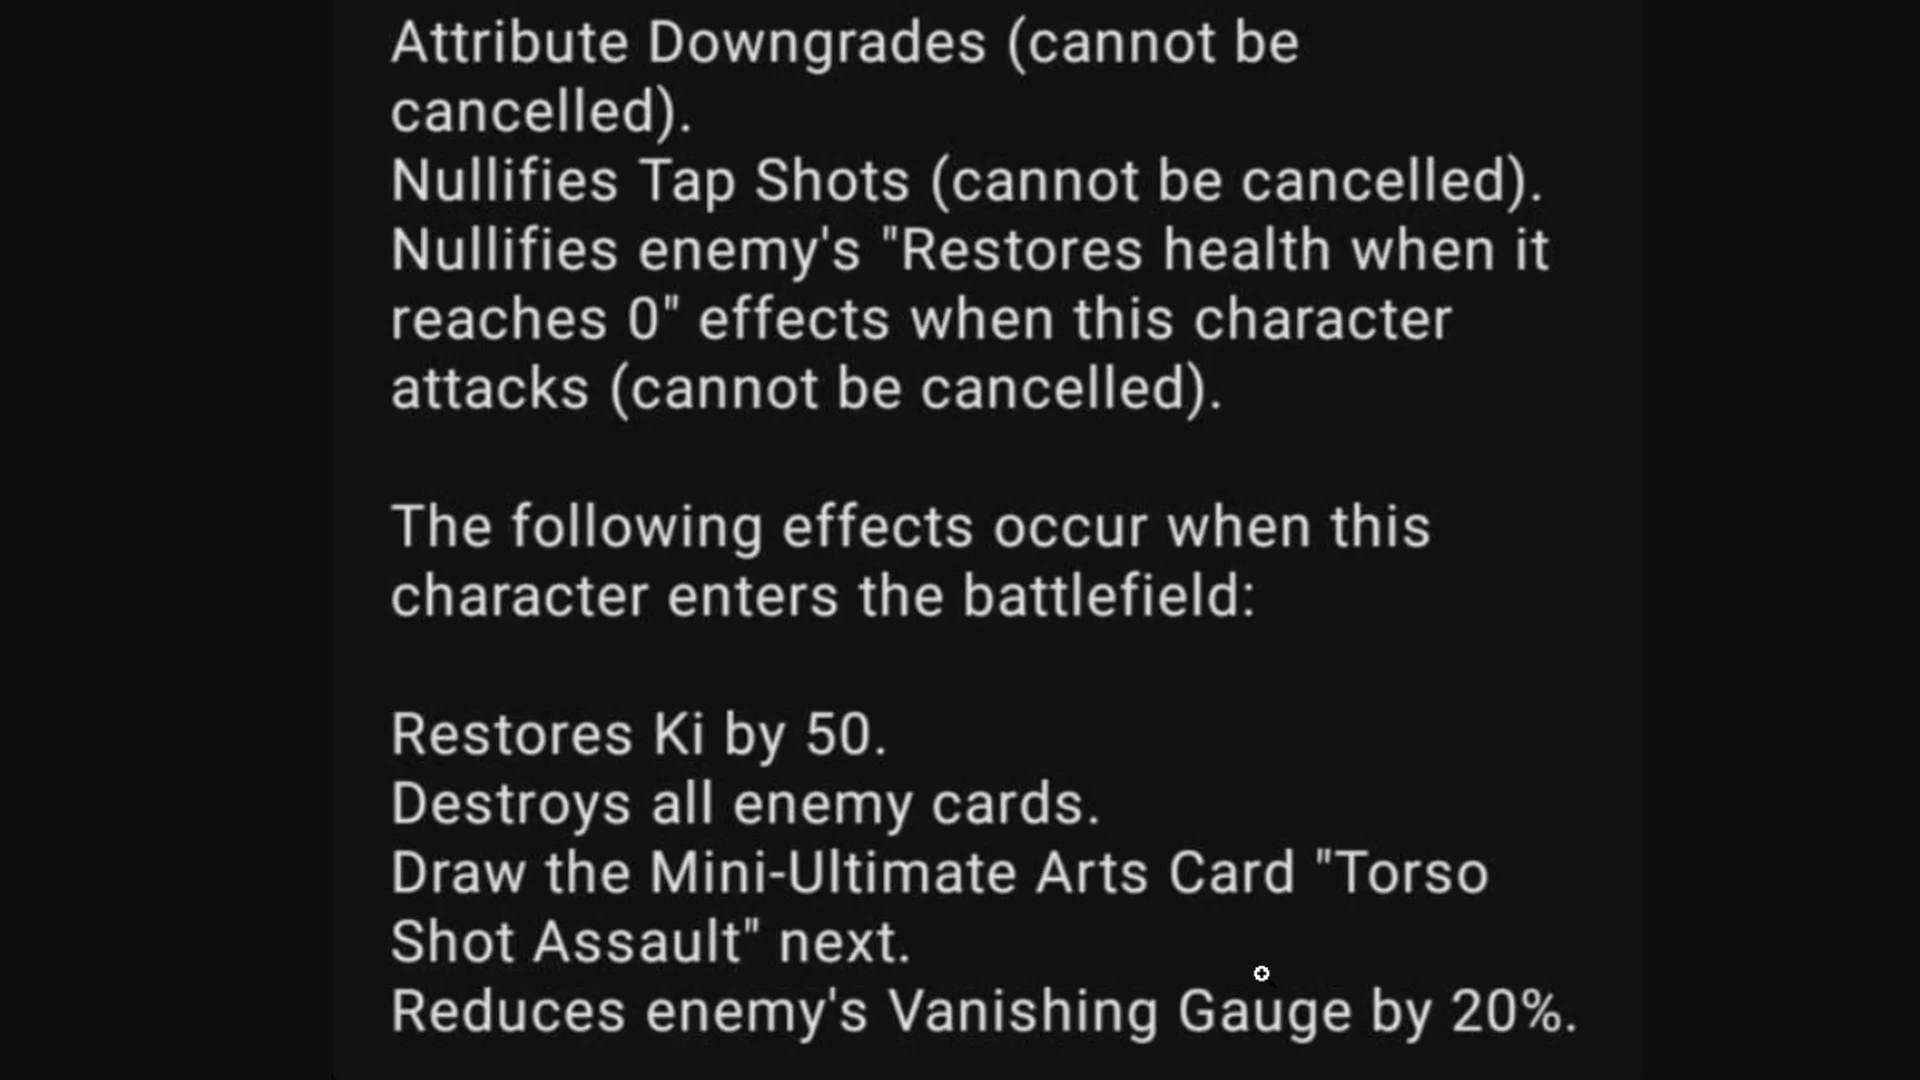 Attribute Downgrades (cannot be
cancelled).
Nullifies Tap Shots (cannot be cancelled).
Nullifies enemy's "Restores health when it
reaches 0" effects when this character
attacks (cannot be cancelled).
The following effects occur when this
character enters the battlefield:
Restores Ki by 50.
Destroys all enemy cards.
Draw the Mini-Ultimate Arts Card "Torso
Shot Assault" next.
Reduces enemy's Vanishing Gauge by 20%.